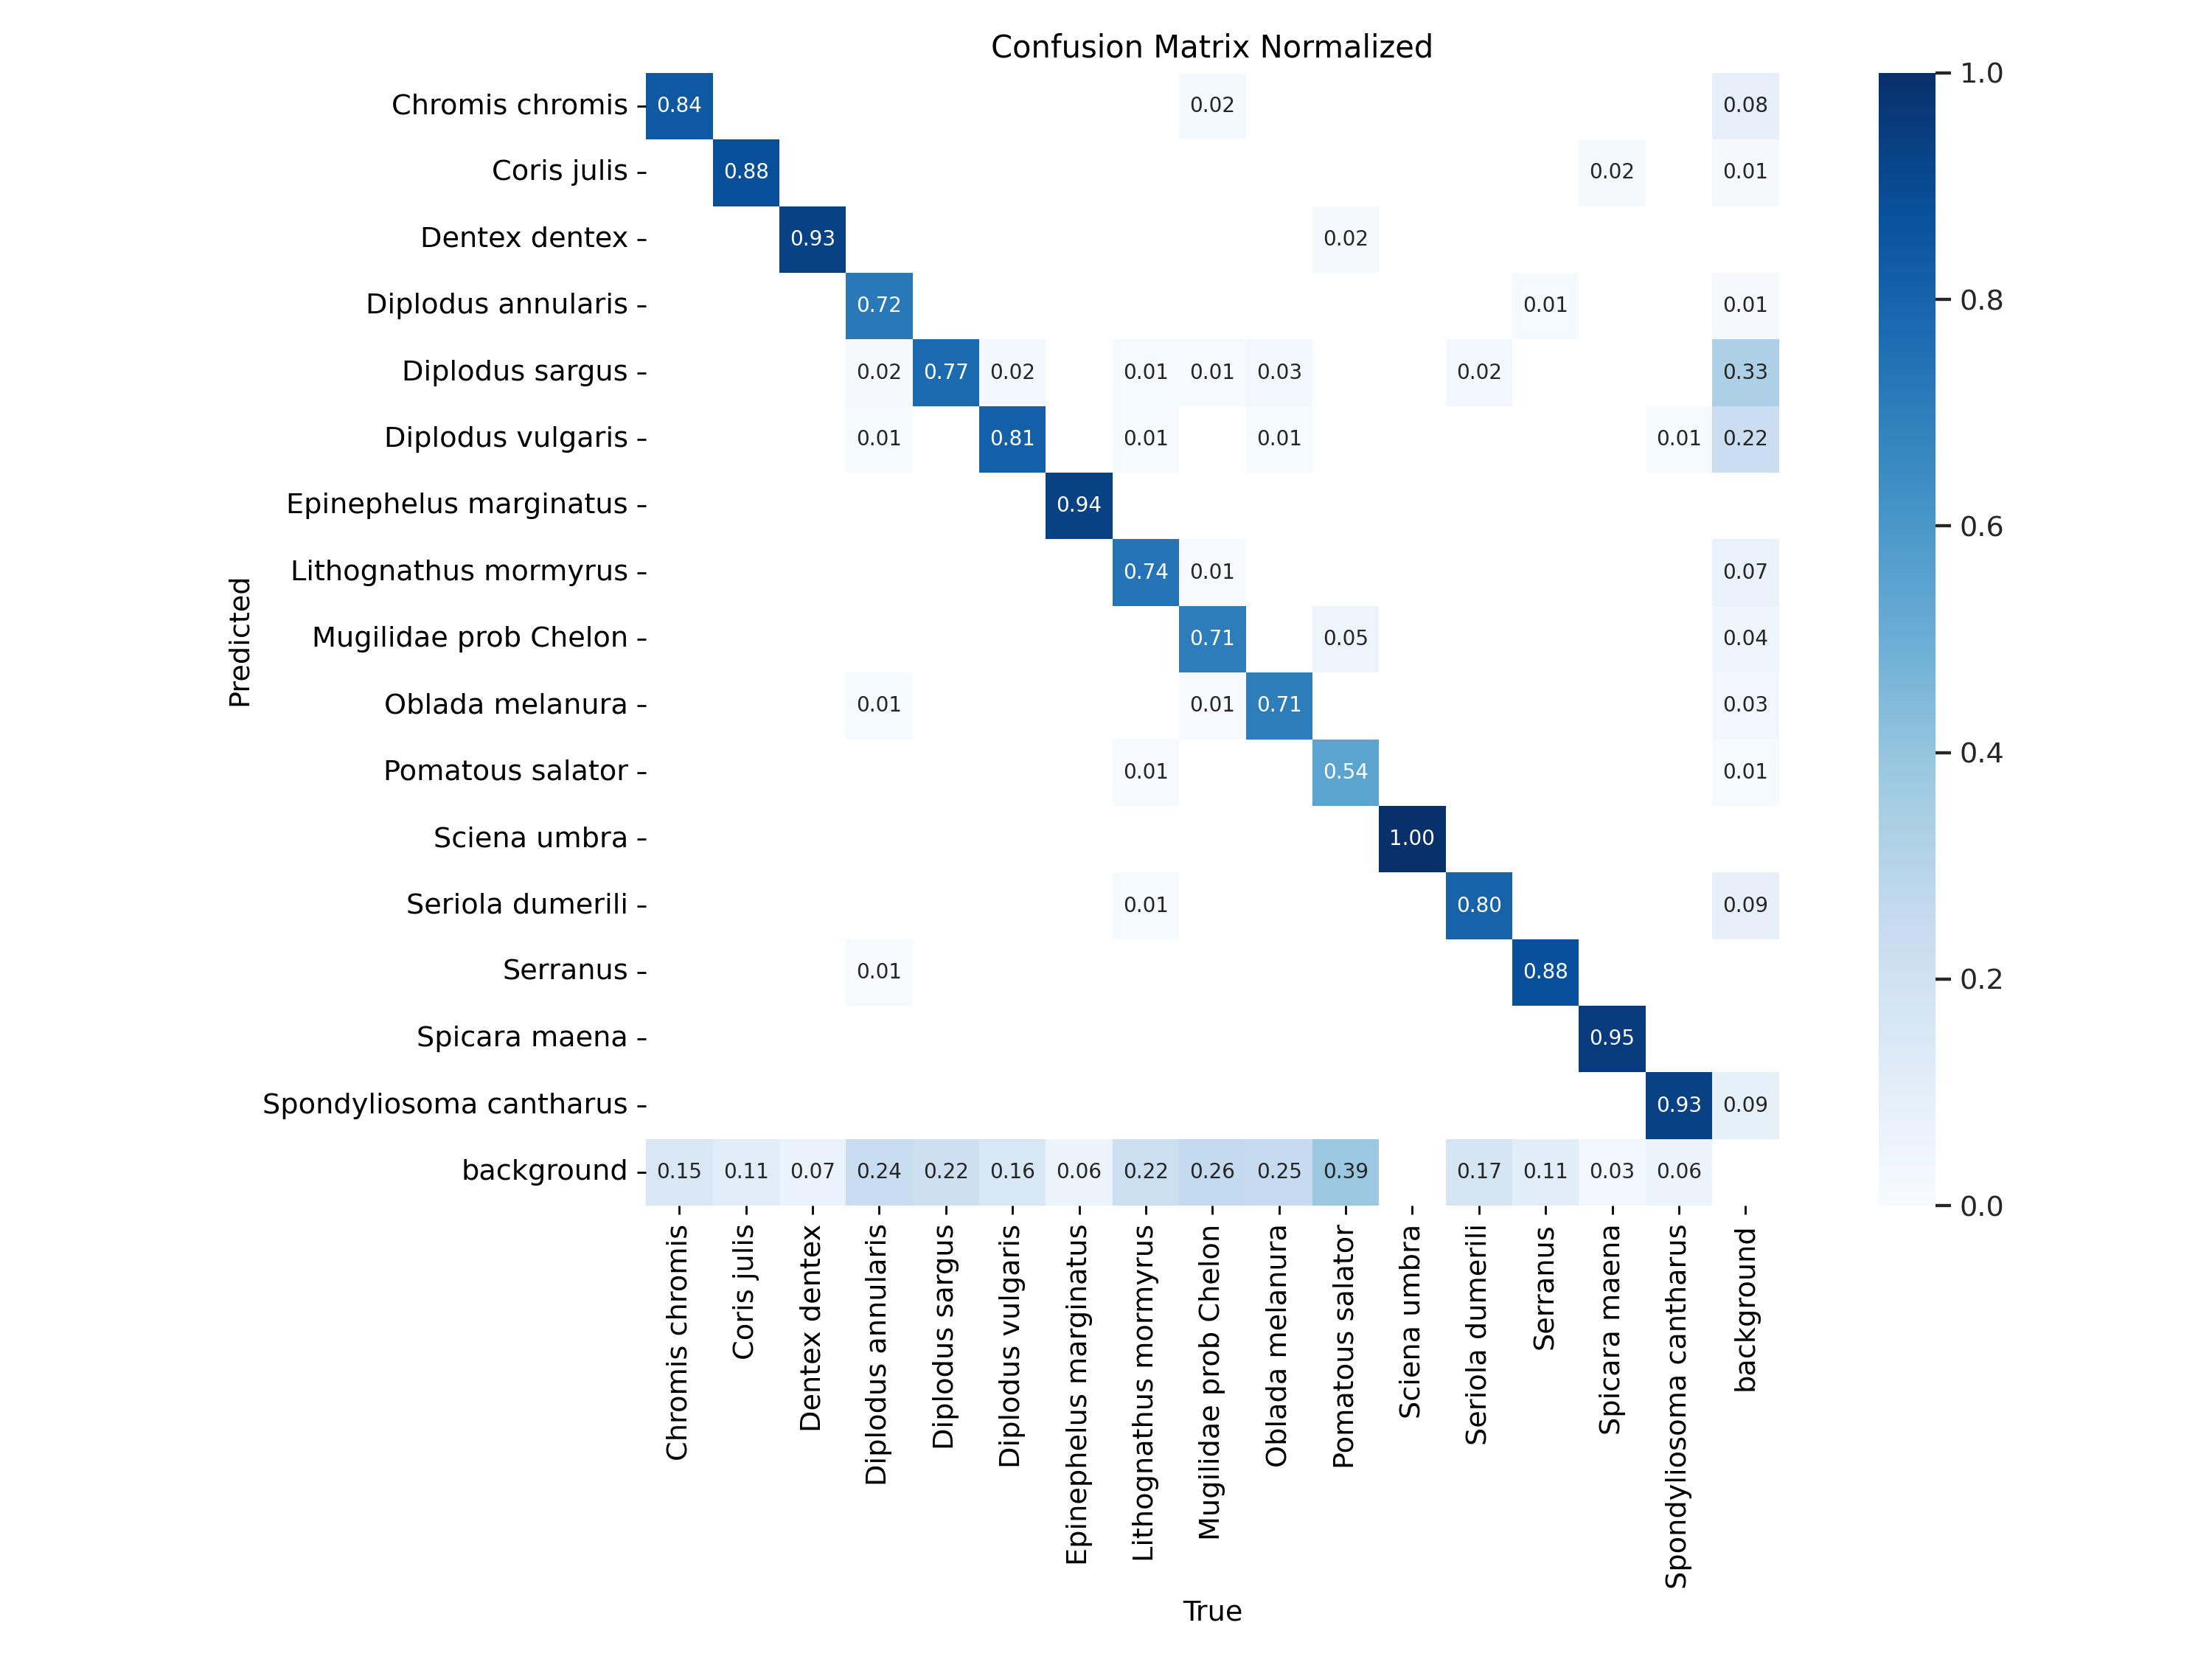 Confusion Matrix Normalized
Chromis chromis 0.84 0.02 0.08
Coris julis 0.88 0.02 0.01
Dentex dentex 0.93 0.02
Diplodus annularis 0.72 0.01 0.01
Diplodus sargus 0.02 0.77 0.02 0.01 0.01 0.03 0.02 0.33
Diplodus vulgaris 0.01 0.81 0.01 0.01 0.01 0.22
Epinephelus marginatus 0.94
Lithognathus mormyrus 0.74 0.01 0.07
Mugilidae prob Chelon 0.71 0.05 0.04
Oblada melanura 0.01 0.01 0.71 0.03
Pomatous salator 0.01 0.54 0.01
Sciena umbra 1.00
Seriola dumerili 0.01 0.80 0.09
Serranus 0.01 0.88
Spicara maena 0.95
Spondyliosoma cantharus 0.93 0.09
background 0.15 0.11 0.07 0.24 0.22 0.16 0.06 0.22 0.26 0.25 0.39 0.17 0.11 0.03 0.06
Predicted
Chromis chromis
Coris julis
Dentex dentex
Diplodus annularis
Diplodus sargus
Diplodus vulgaris
Epinephelus marginatus
Lithognathus mormyrus
Mugilidae prob Chelon
Oblada melanura
Pomatous salator
Sciena umbra
Seriola dumerili
Serranus
Spicara maena
Spondyliosoma cantharus
background
True
1.0
0.8
0.6
0.4
0.2
0.0